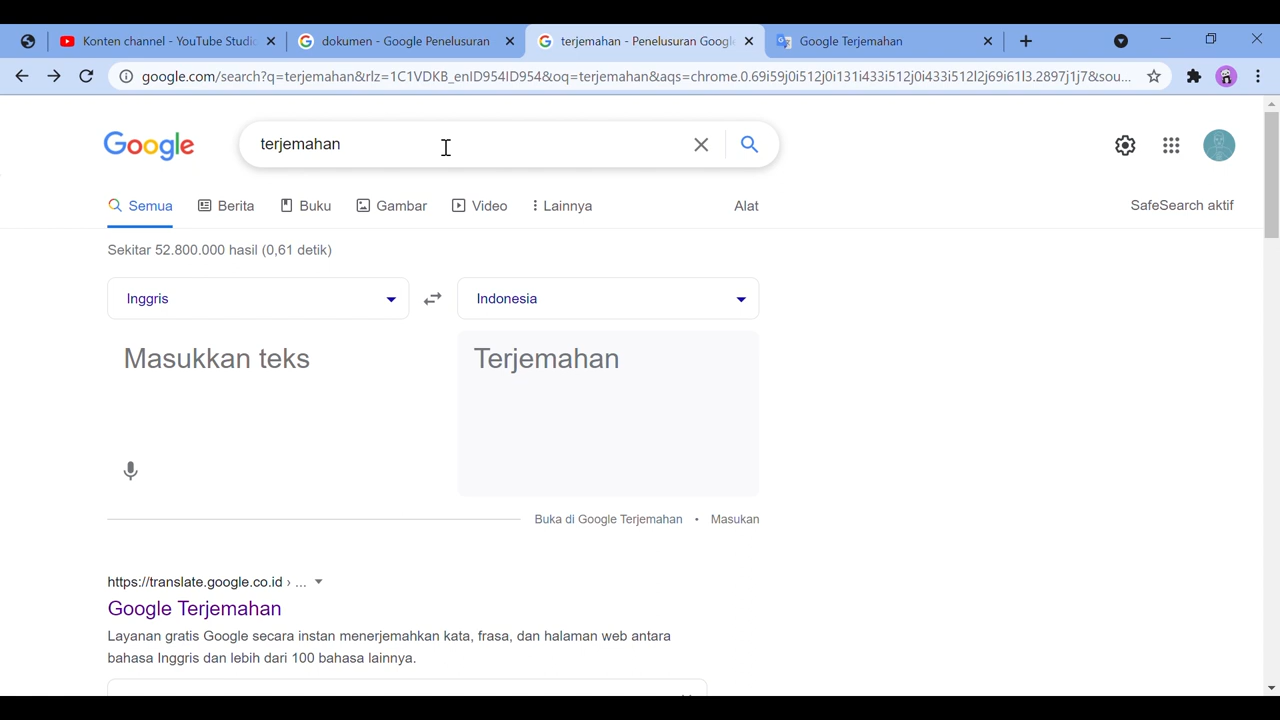 Konten channel - YouTube Studi
dokumen - Google Penelusuran
terjemahan - Penelusuran Google
Google Terjemahan
google.com/search?q=terjemahan&rlz=1C1VDKB_enID954ID954&oq=terjemahan&aqs=chrome.0.69i59j0i512j0i131i433i512j0i433i512l2j69i61l3.2897j1j7&sou...
Google
terjemahan
Semua
Berita
Buku
Gambar
Video
Lainnya
Alat
SafeSearch aktif
Sekitar 52.800.000 hasil (0,61 detik)
Inggris
Indonesia
Masukkan teks
Terjemahan
Buka di Google Terjemahan • Masukan
https://translate.google.co.id › ...
Google Terjemahan
Layanan gratis Google secara instan menerjemahkan kata, frasa, dan halaman web antara
bahasa Inggris dan lebih dari 100 bahasa lainnya.